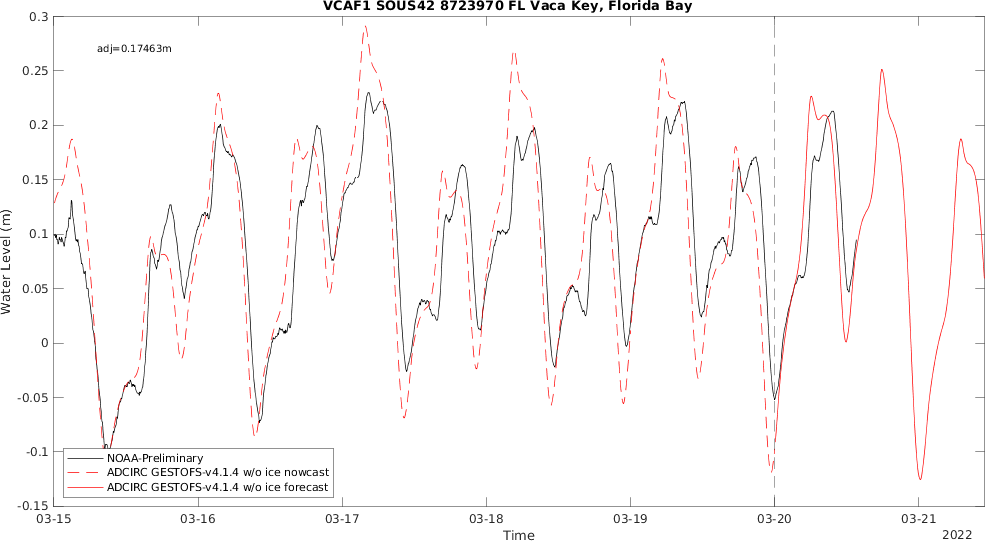 VCAF1 SOUS42 8723970 FL Vaca Key, Florida Bay
adj=0.17463m
Water Level (m)
0.3
0.25
0.2
0.15
0.1
0.05
0
-0.05
-0.1
-0.15
NOAA-Preliminary
ADCIRC GESTOFS-v4.1.4 w/o ice nowcast
ADCIRC GESTOFS-v4.1.4 w/o ice forecast
03-15 03-16 03-17 03-18 03-19 03-20 03-21
Time
2022